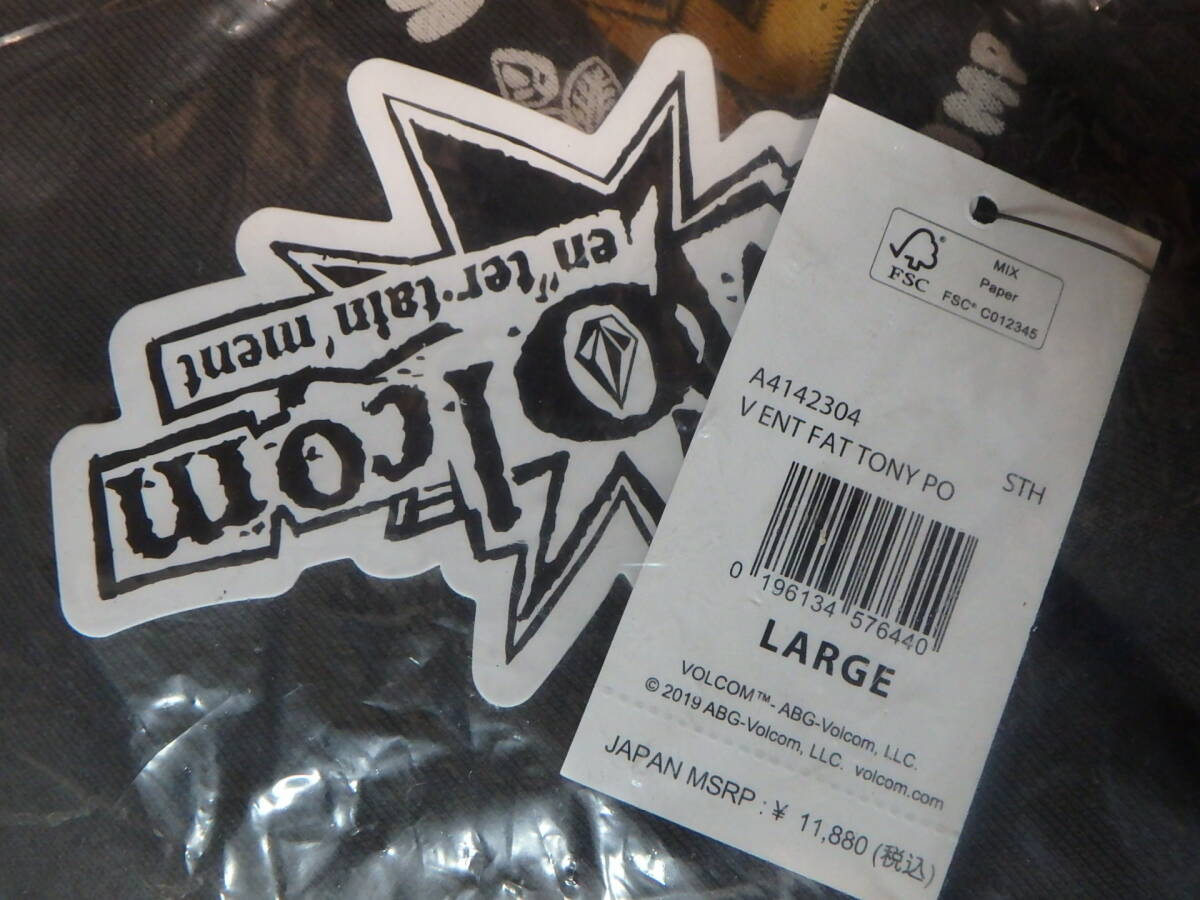 en'ter·tain'ment
Volcom
MIX
Paper
FSC
FSC® C012345
A4142304
V ENT FAT TONY PO
STH
0 196134 576440
LARGE
VOLCOM™- ABG-Volcom, LLC.
© 2019 ABG-Volcom, LLC. volcom.com
JAPAN MSRP : ¥ 11,880 (税込)